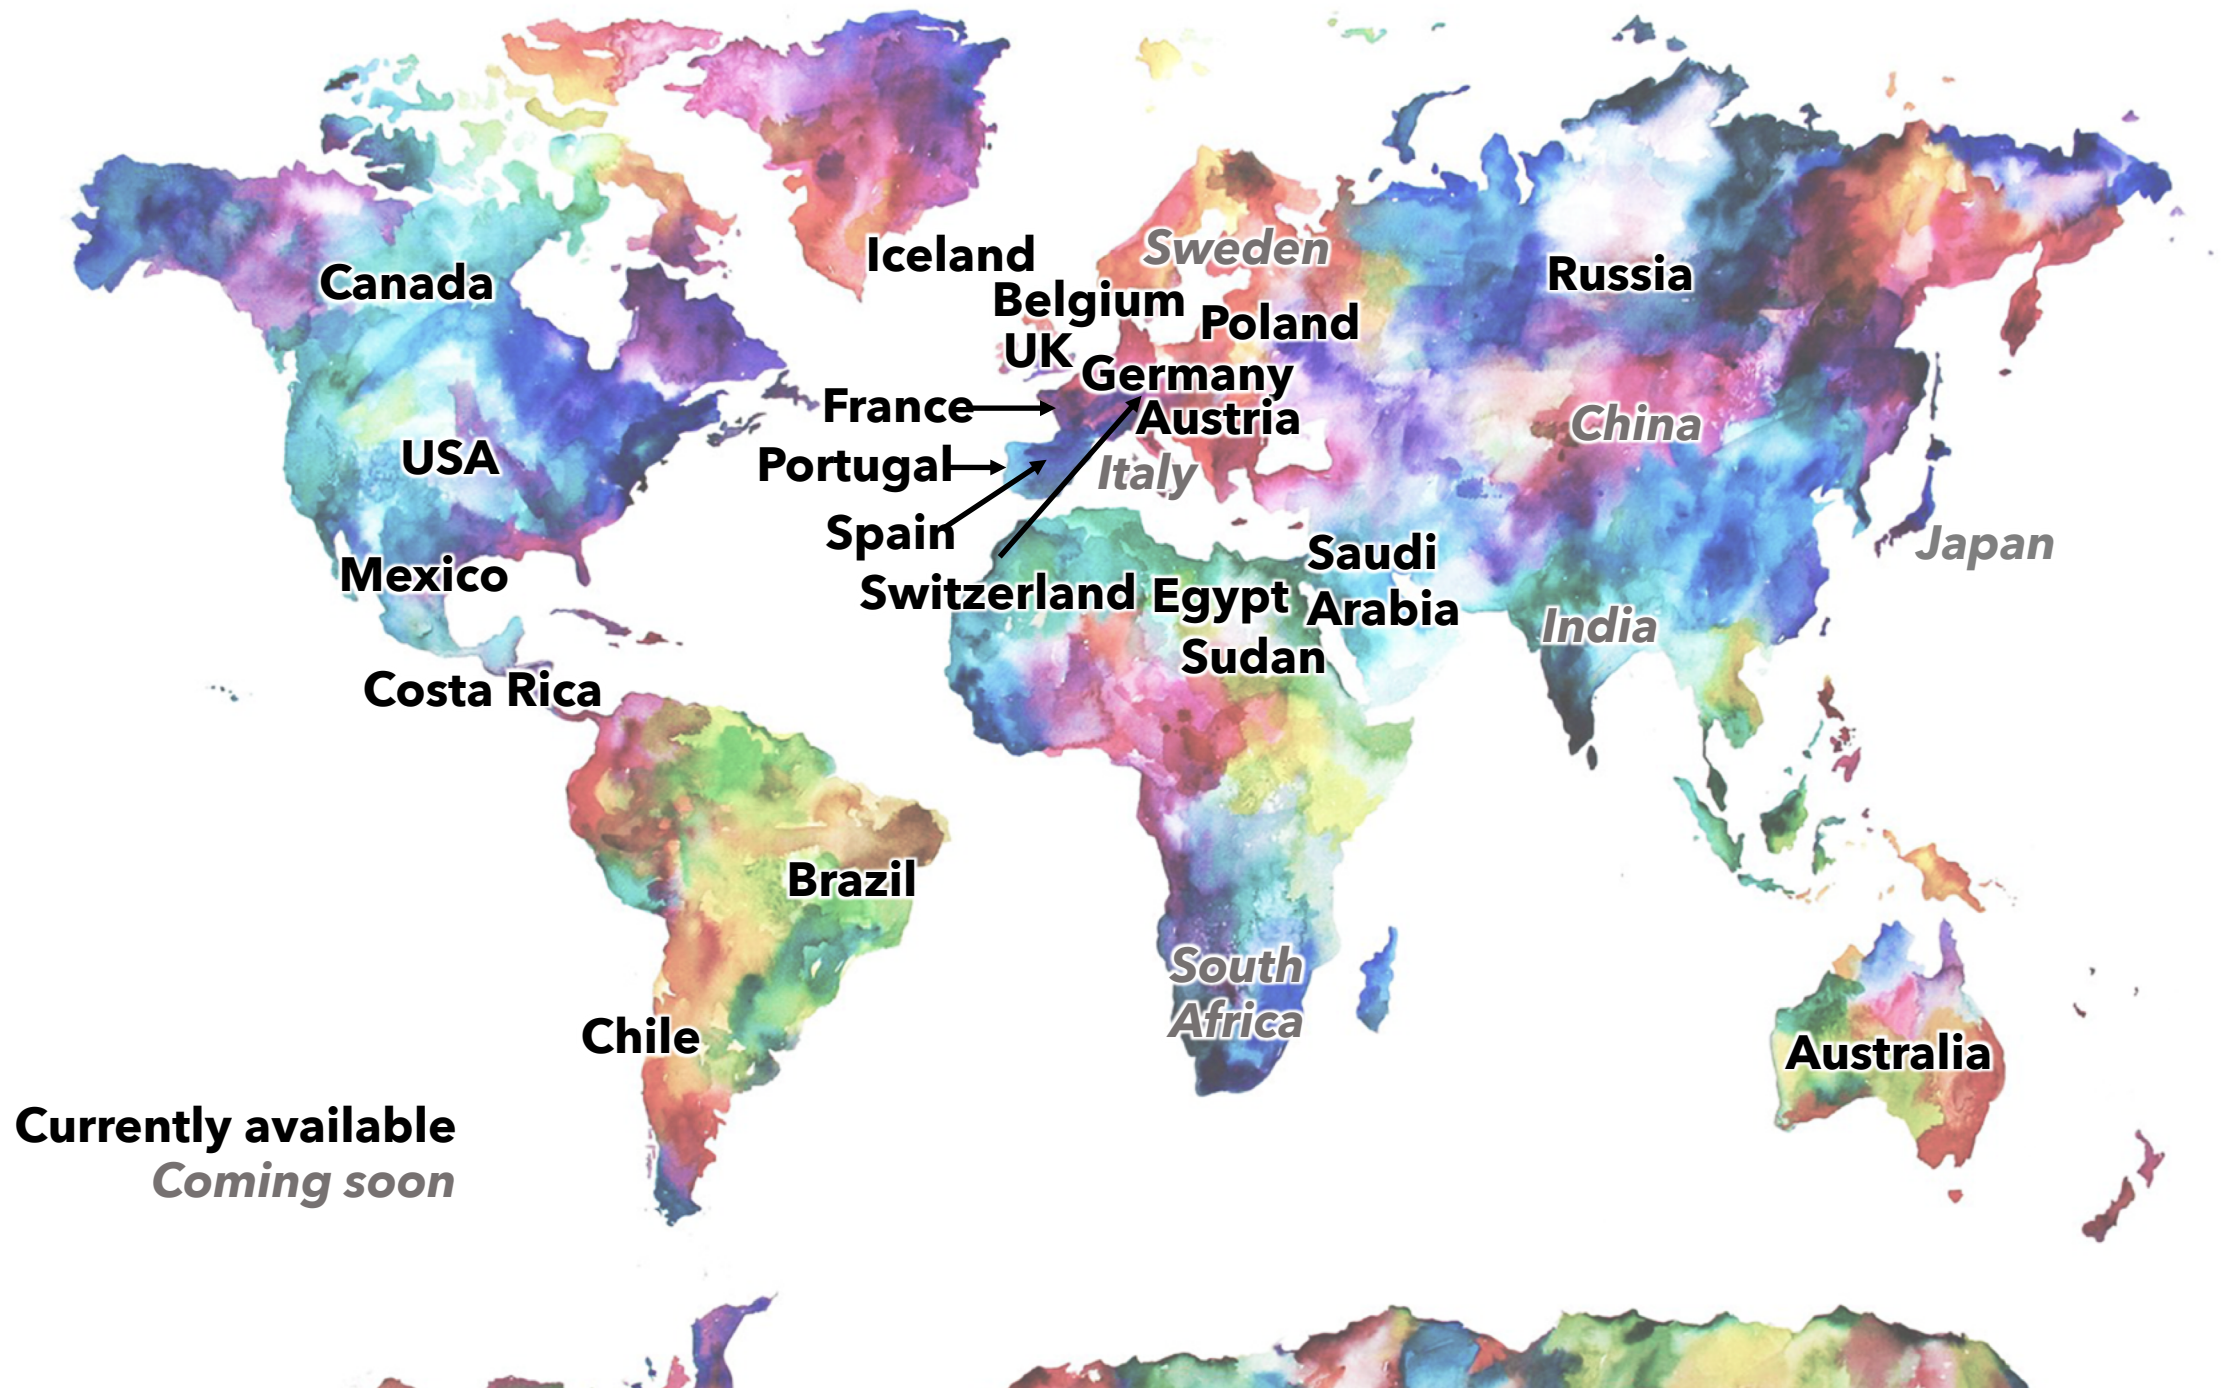 Iceland
Sweden
Canada
Russia
Belgium
Poland
UK
Germany
France
Austria
China
USA
Portugal
Italy
Spain
Japan
Saudi
Arabia
Mexico
Switzerland
Egypt
India
Sudan
Costa Rica
Brazil
South
Africa
Chile
Australia
Currently available
Coming soon